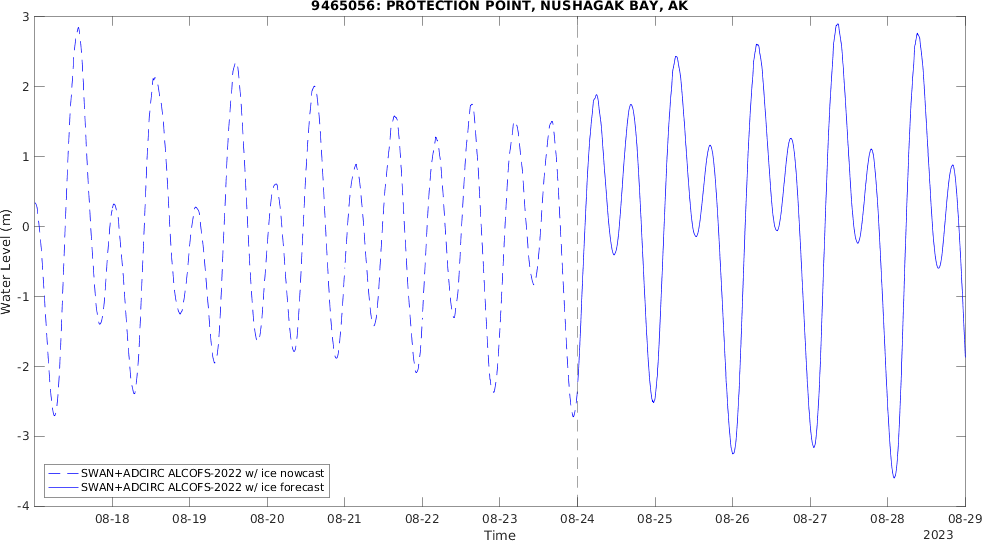 9465056: PROTECTION POINT, NUSHAGAK BAY, AK
3
2
1
0
-1
-2
-3
-4
Water Level (m)
SWAN+ADCIRC ALCOFS-2022 w/ ice nowcast
SWAN+ADCIRC ALCOFS-2022 w/ ice forecast
08-18 08-19 08-20 08-21 08-22 08-23 08-24 08-25 08-26 08-27 08-28 08-29
Time
2023